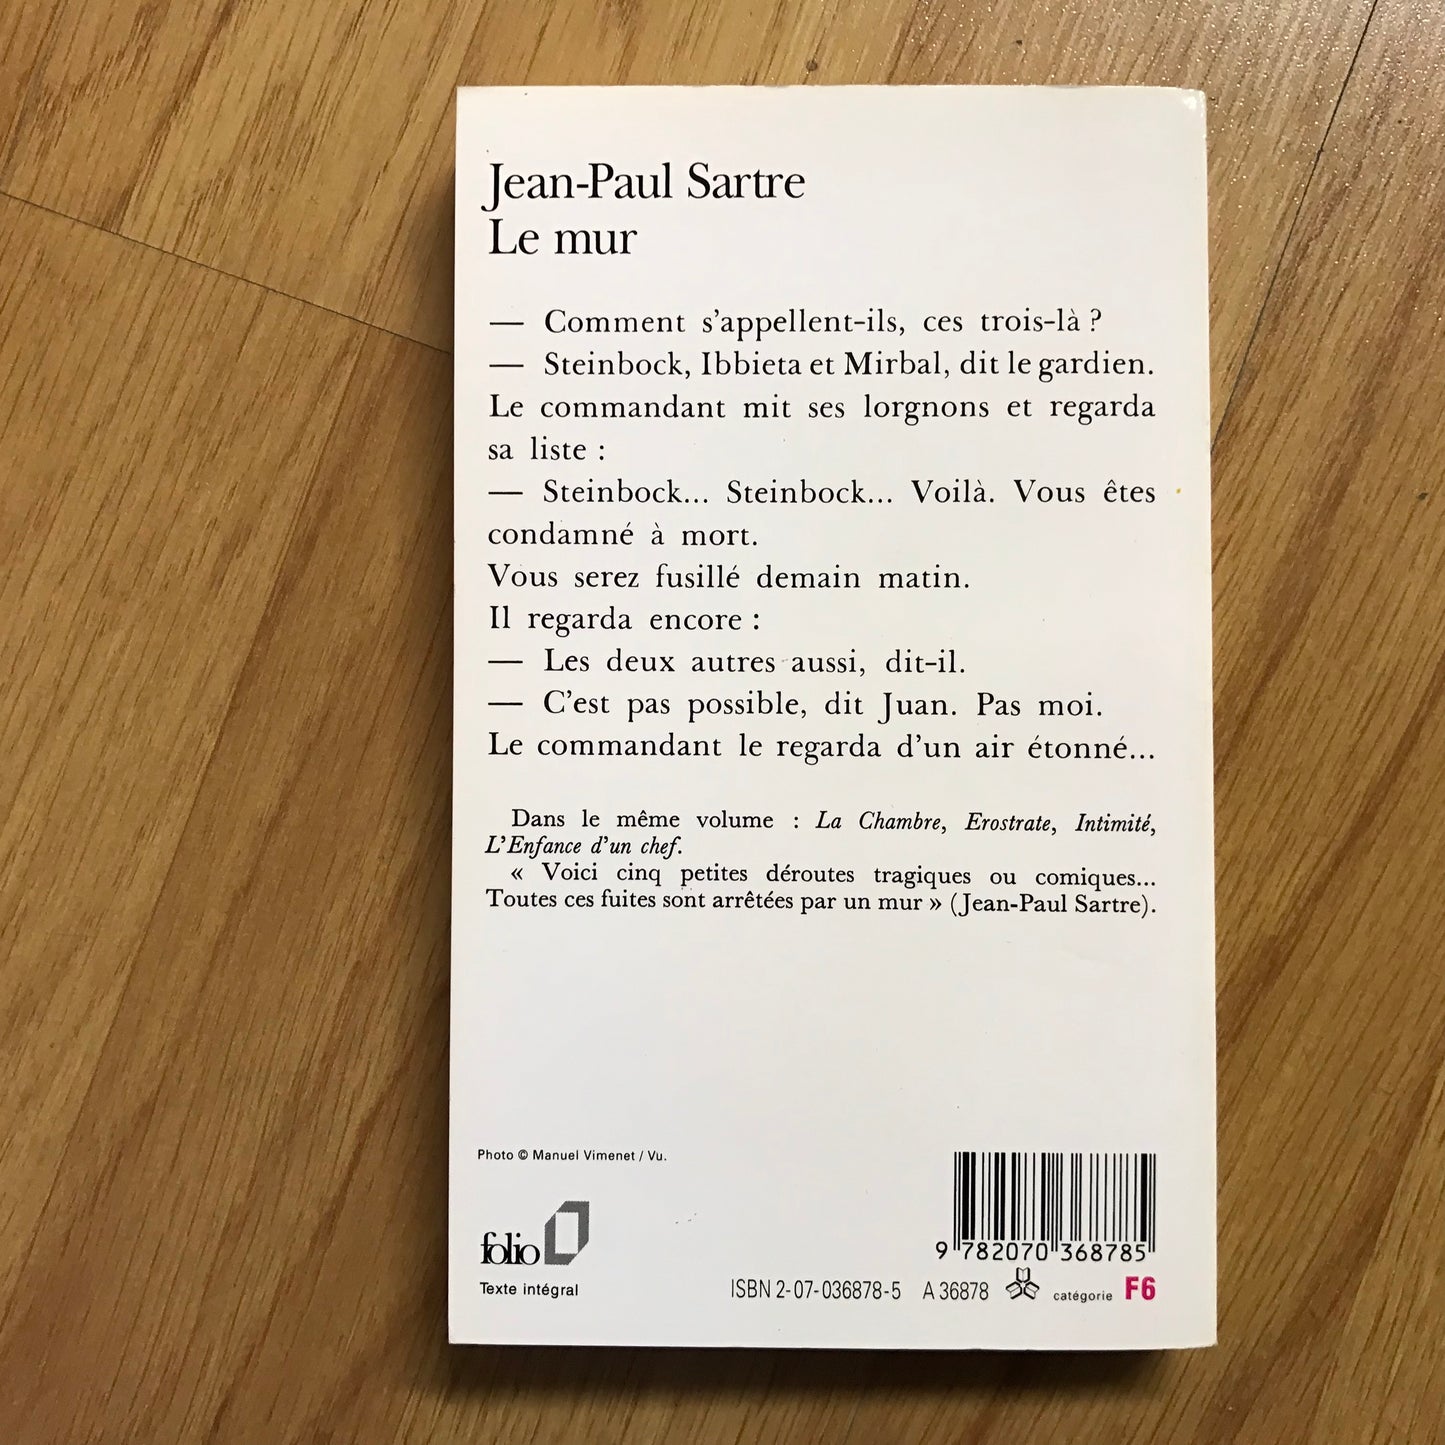 Jean-Paul Sartre
Le mur
— Comment s'appellent-ils, ces trois-là ?
— Steinbock, Ibbieta et Mirbal, dit le gardien.
Le commandant mit ses lorgnons et regarda
sa liste :
— Steinbock... Steinbock... Voilà. Vous êtes
condamné à mort.
Vous serez fusillé demain matin.
Il regarda encore :
— Les deux autres aussi, dit-il.
— C'est pas possible, dit Juan. Pas moi.
Le commandant le regarda d'un air étonné...
Dans le même volume : La Chambre, Erostrate, Intimité,
L'Enfance d'un chef.
« Voici cinq petites déroutes tragiques ou comiques...
Toutes ces fuites sont arrêtées par un mur » (Jean-Paul Sartre).
Photo © Manuel Vimenet / Vu.
folio
Texte intégral
9 782070 368785
ISBN 2-07-036878-5 A 36878 catégorie F6